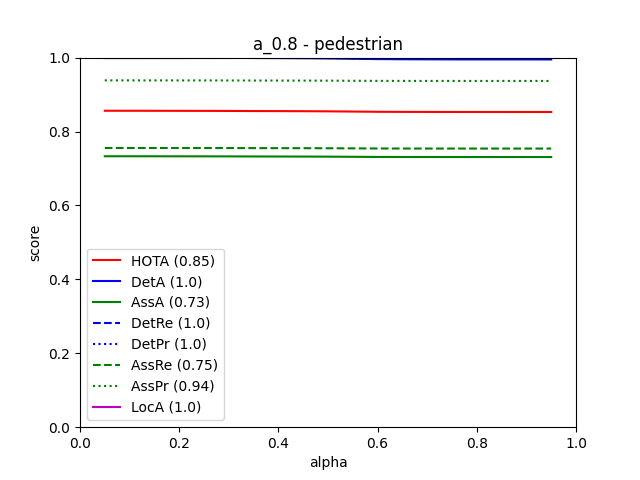 a_0.8 - pedestrian
1.0
0.8
0.6
0.4
0.2
0.0
score
HOTA (0.85)
DetA (1.0)
AssA (0.73)
DetRe (1.0)
DetPr (1.0)
AssRe (0.75)
AssPr (0.94)
LocA (1.0)
0.0 0.2 0.4 0.6 0.8 1.0
alpha